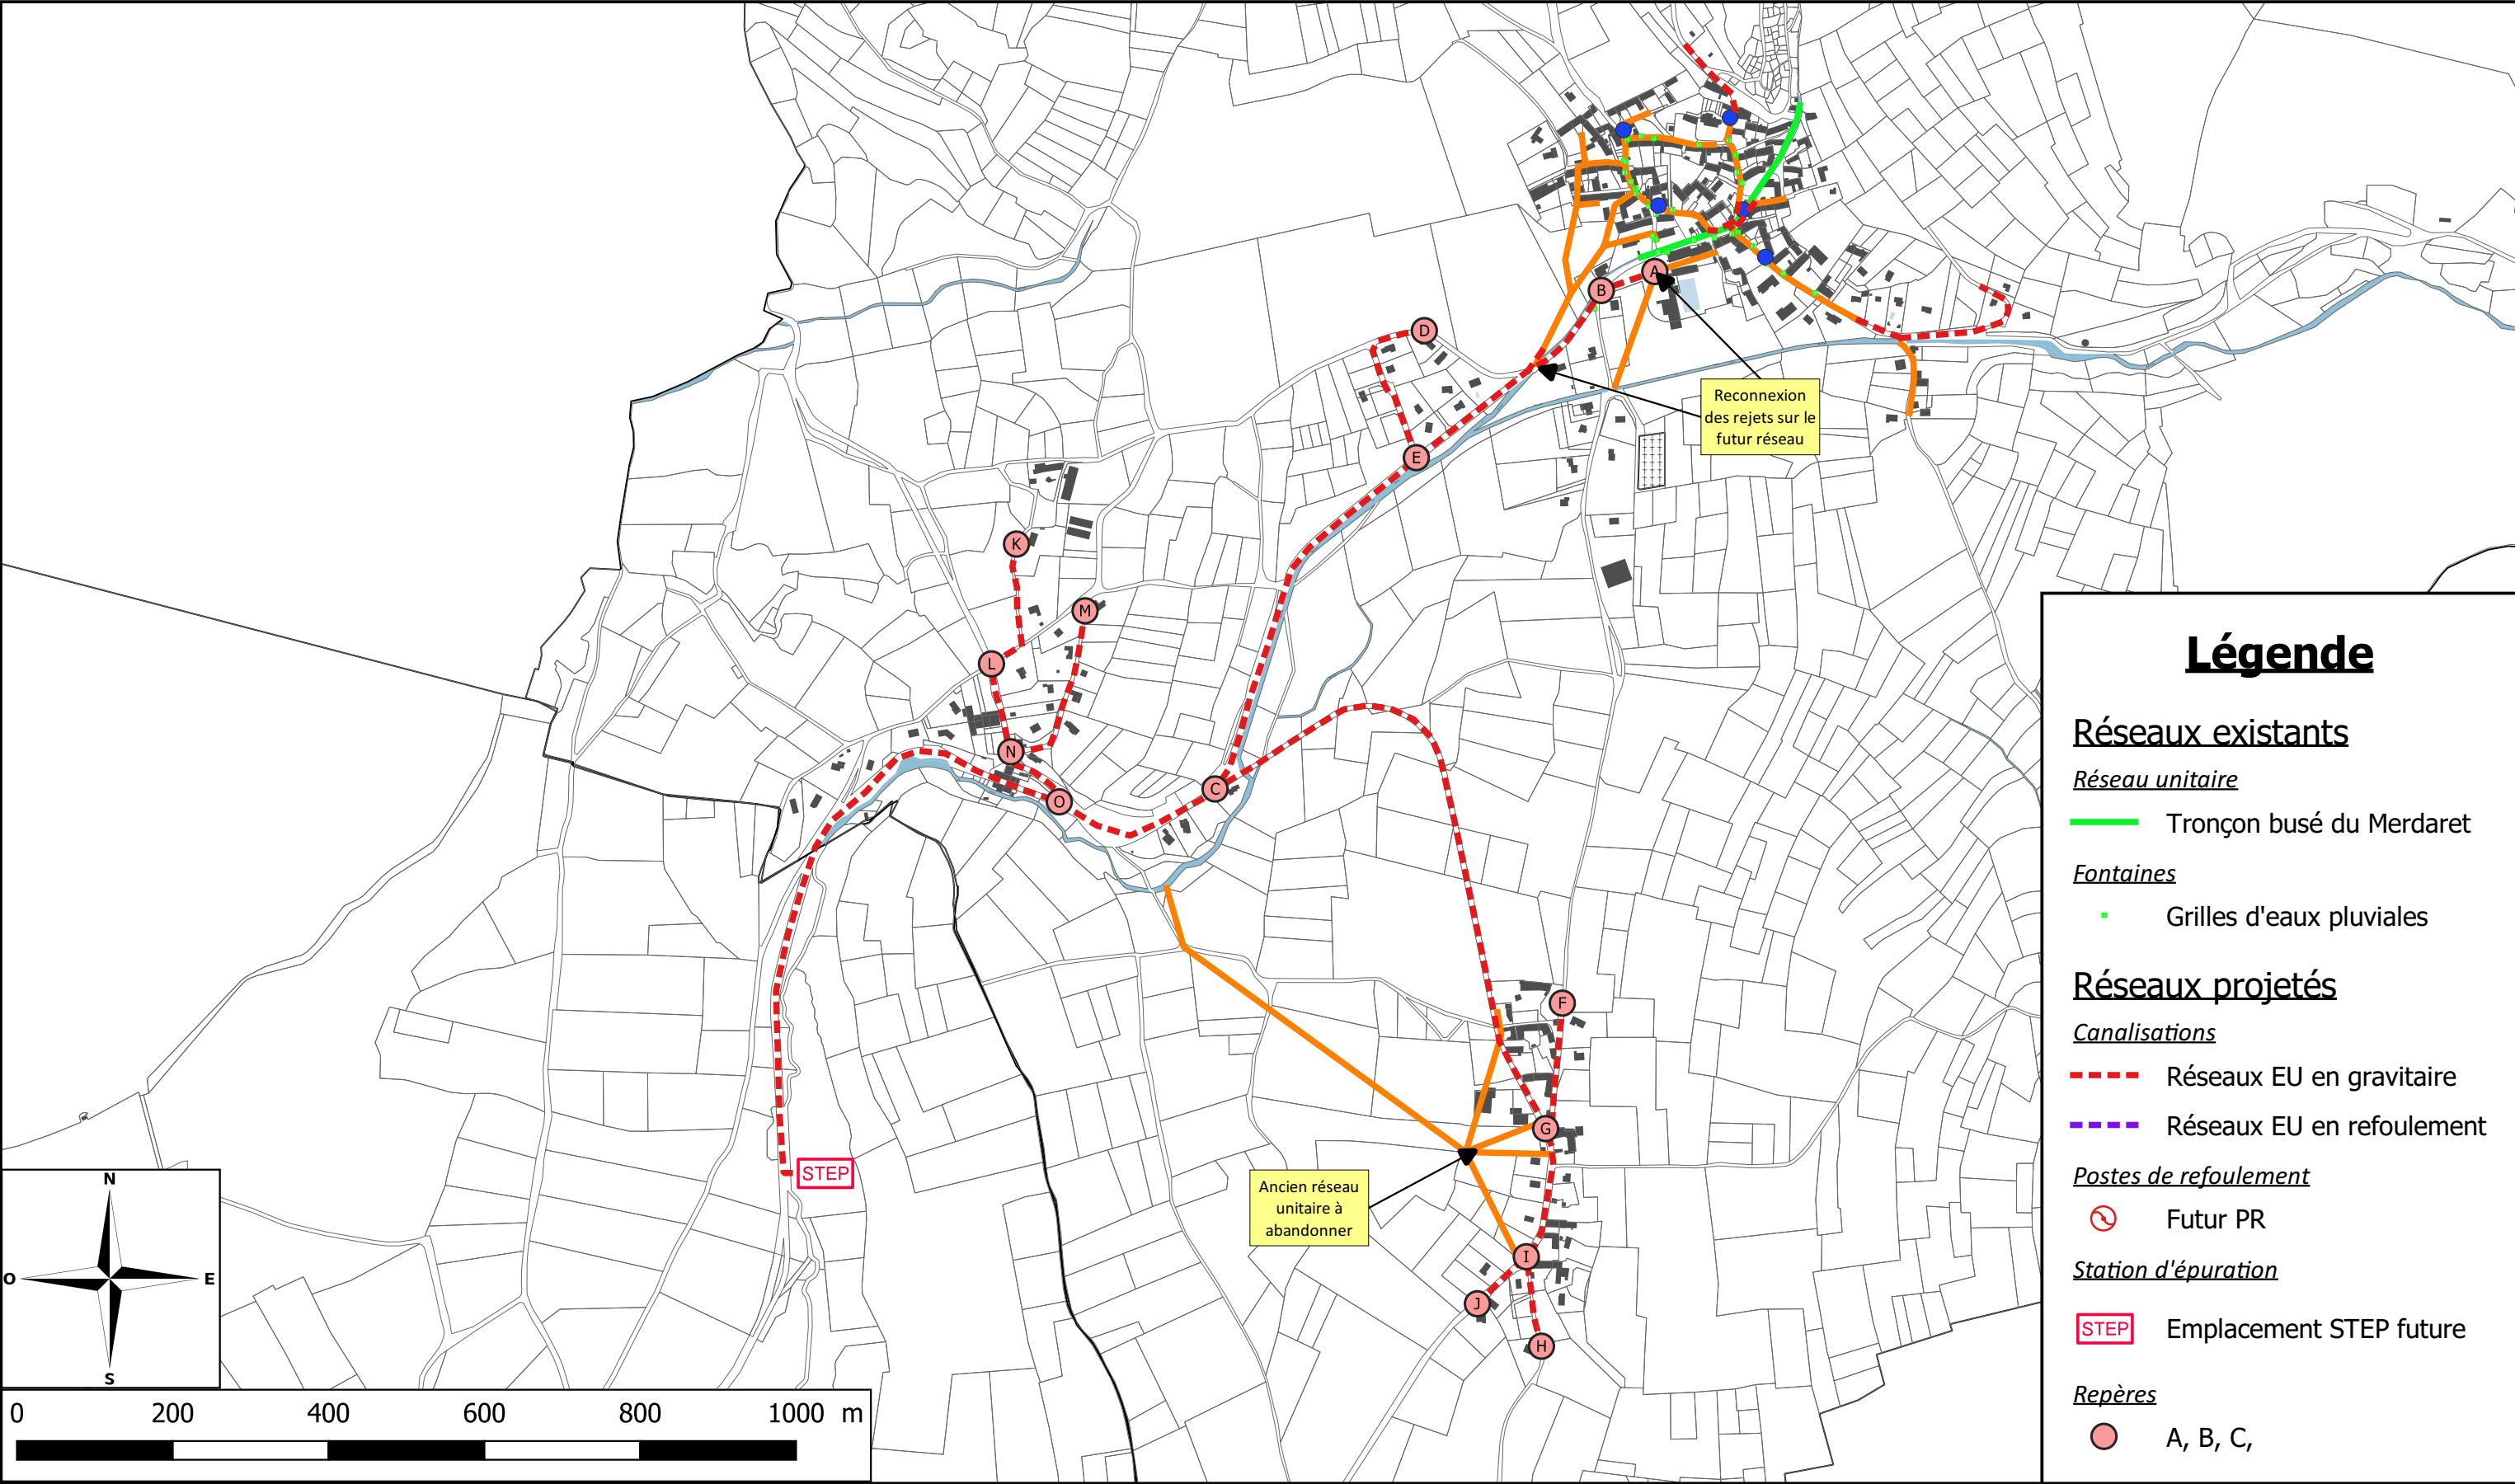 A
B
D
Reconnexion
des rejets sur le
futur réseau
E
K
M
L
N
O
C
F
G
STEP
Ancien réseau
unitaire à
abandonner
I
J
H
N
O
E
S
0 200 400 600 800 1000 m
Légende
Réseaux existants
Réseau unitaire
Tronçon busé du Merdaret
Fontaines
Grilles d'eaux pluviales
Réseaux projetés
Canalisations
Réseaux EU en gravitaire
Réseaux EU en refoulement
Postes de refoulement
Futur PR
Station d'épuration
STEP Emplacement STEP future
Repères
A, B, C,